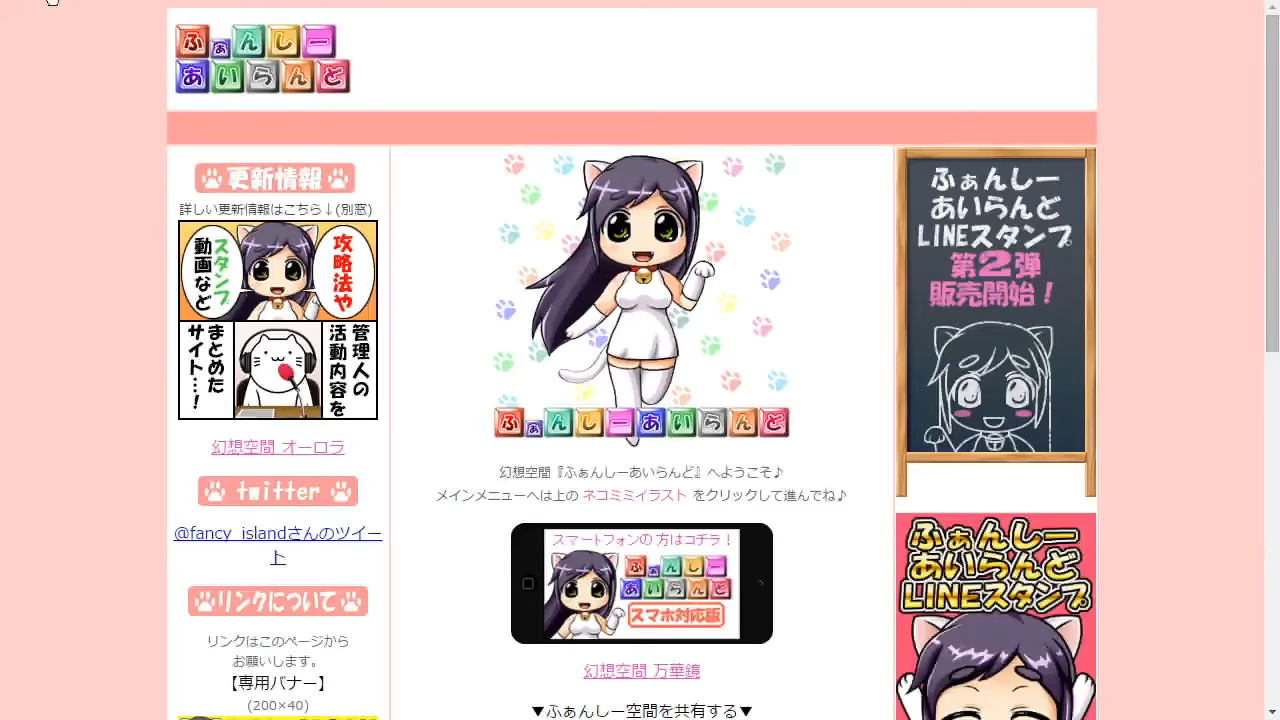 ふぁんしー
あいらんど
更新情報
詳しい更新情報はこちら↓(別窓)
攻略法や
スタンプ
動画など
管理人の
活動内容を
まとめた
サイト…！
幻想空間 オーロラ
twitter
@fancy_islandさんのツイー
ト
リンクについて
リンクはこのページから
お願いします。
【専用バナー】
(200×40)
ふぁんしーあいらんど
幻想空間『ふぁんしーあいらんど』へようこそ♪
メインメニューへは上の ネコミミイラスト をクリックして進んでね♪
スマートフォンの 方はコチラ！
ふぁんしー
あいらんど
スマホ対応版
幻想空間 万華鏡
▼ふぁんしー空間を共有する▼
ふぁんしー
あいらんど
LINEスタンプ
第2弾
販売開始！
ふぁんしー
あいらんど
LINEスタンプ